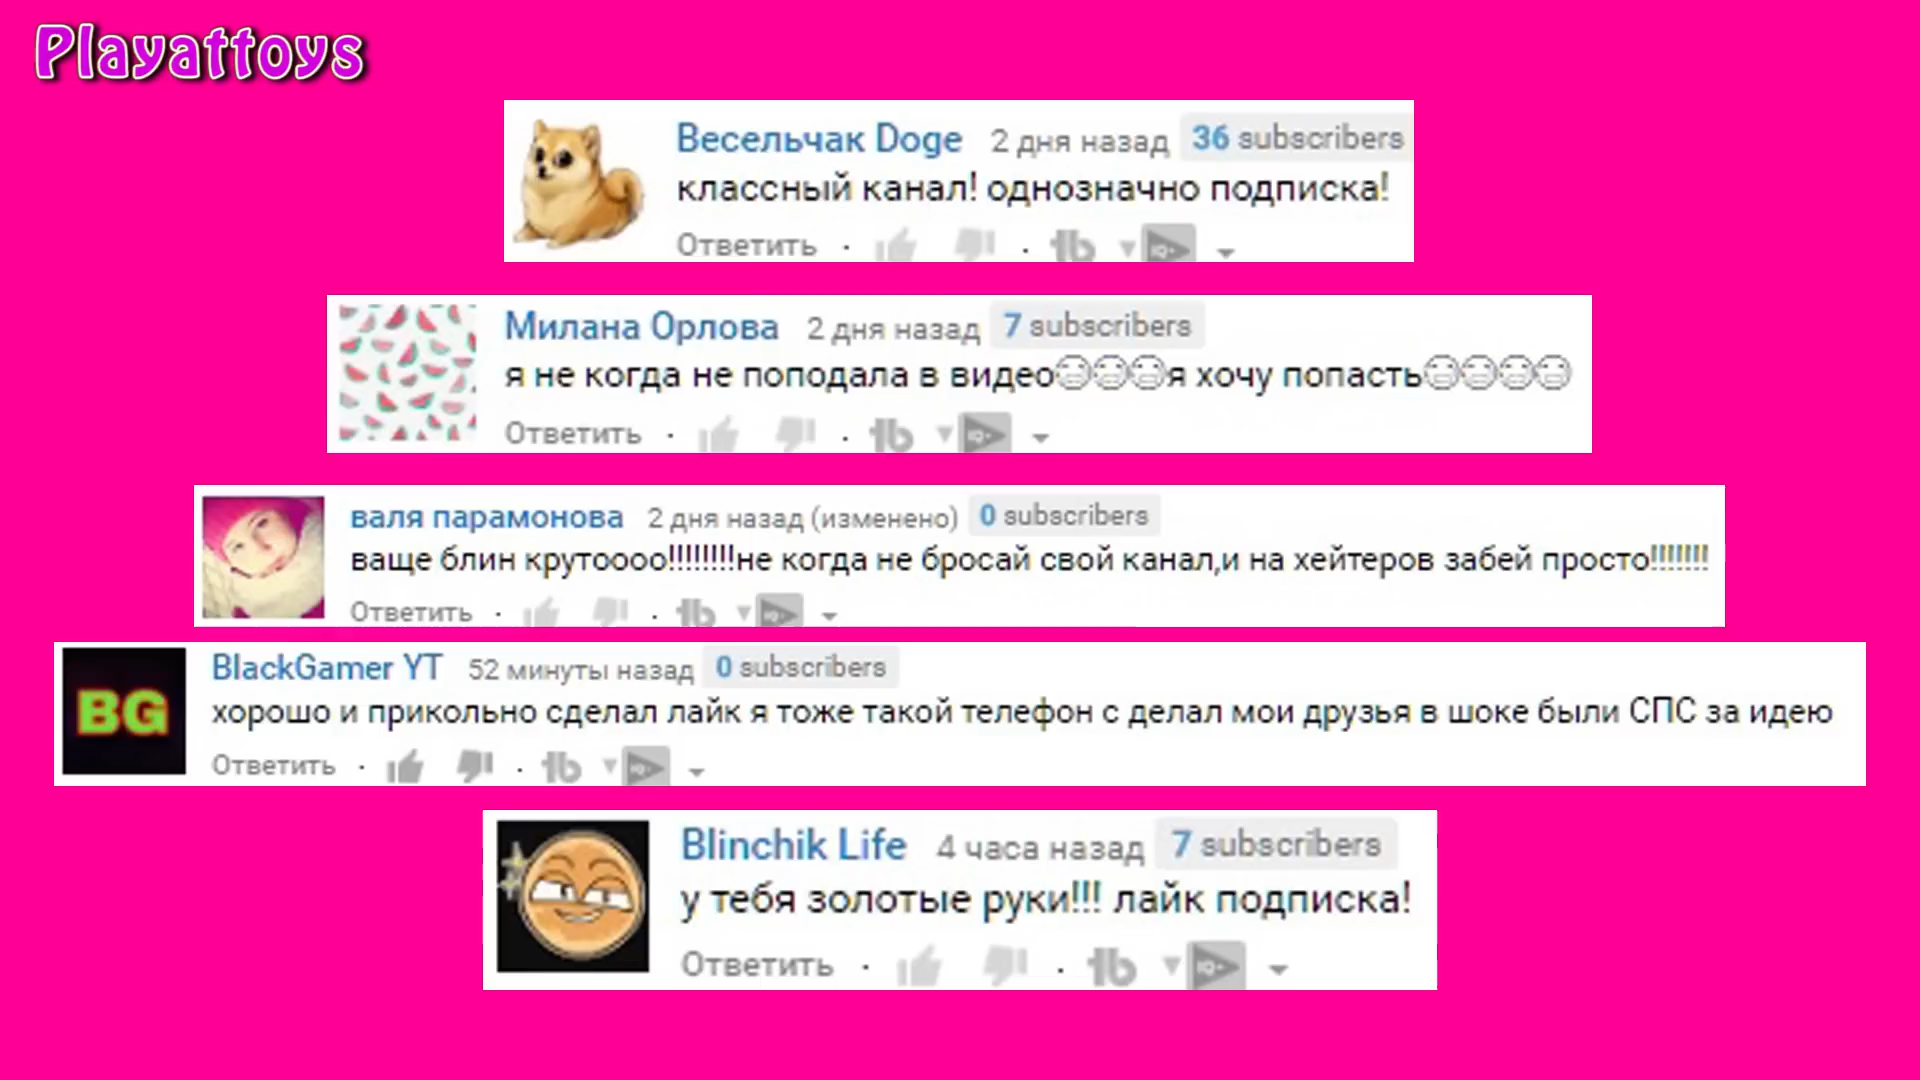 Playattoys
Весельчак Doge 2 дня назад 36 subscribers
классный канал! однозначно подписка!
Ответить
Милана Орлова 2 дня назад 7 subscribers
я не когда не поподала в видео😐😐😐я хочу попасть😐😐😐😐
Ответить
валя парамонова 2 дня назад (изменено) 0 subscribers
ваще блин крутоооо!!!!!!!!не когда не бросай свой канал,и на хейтеров забей просто!!!!!!!
Ответить
BG
BlackGamer YT 52 минуты назад 0 subscribers
хорошо и прикольно сделал лайк я тоже такой телефон с делал мои друзья в шоке были СПС за идею
Ответить
Blinchik Life 4 часа назад 7 subscribers
у тебя золотые руки!!! лайк подписка!
Ответить